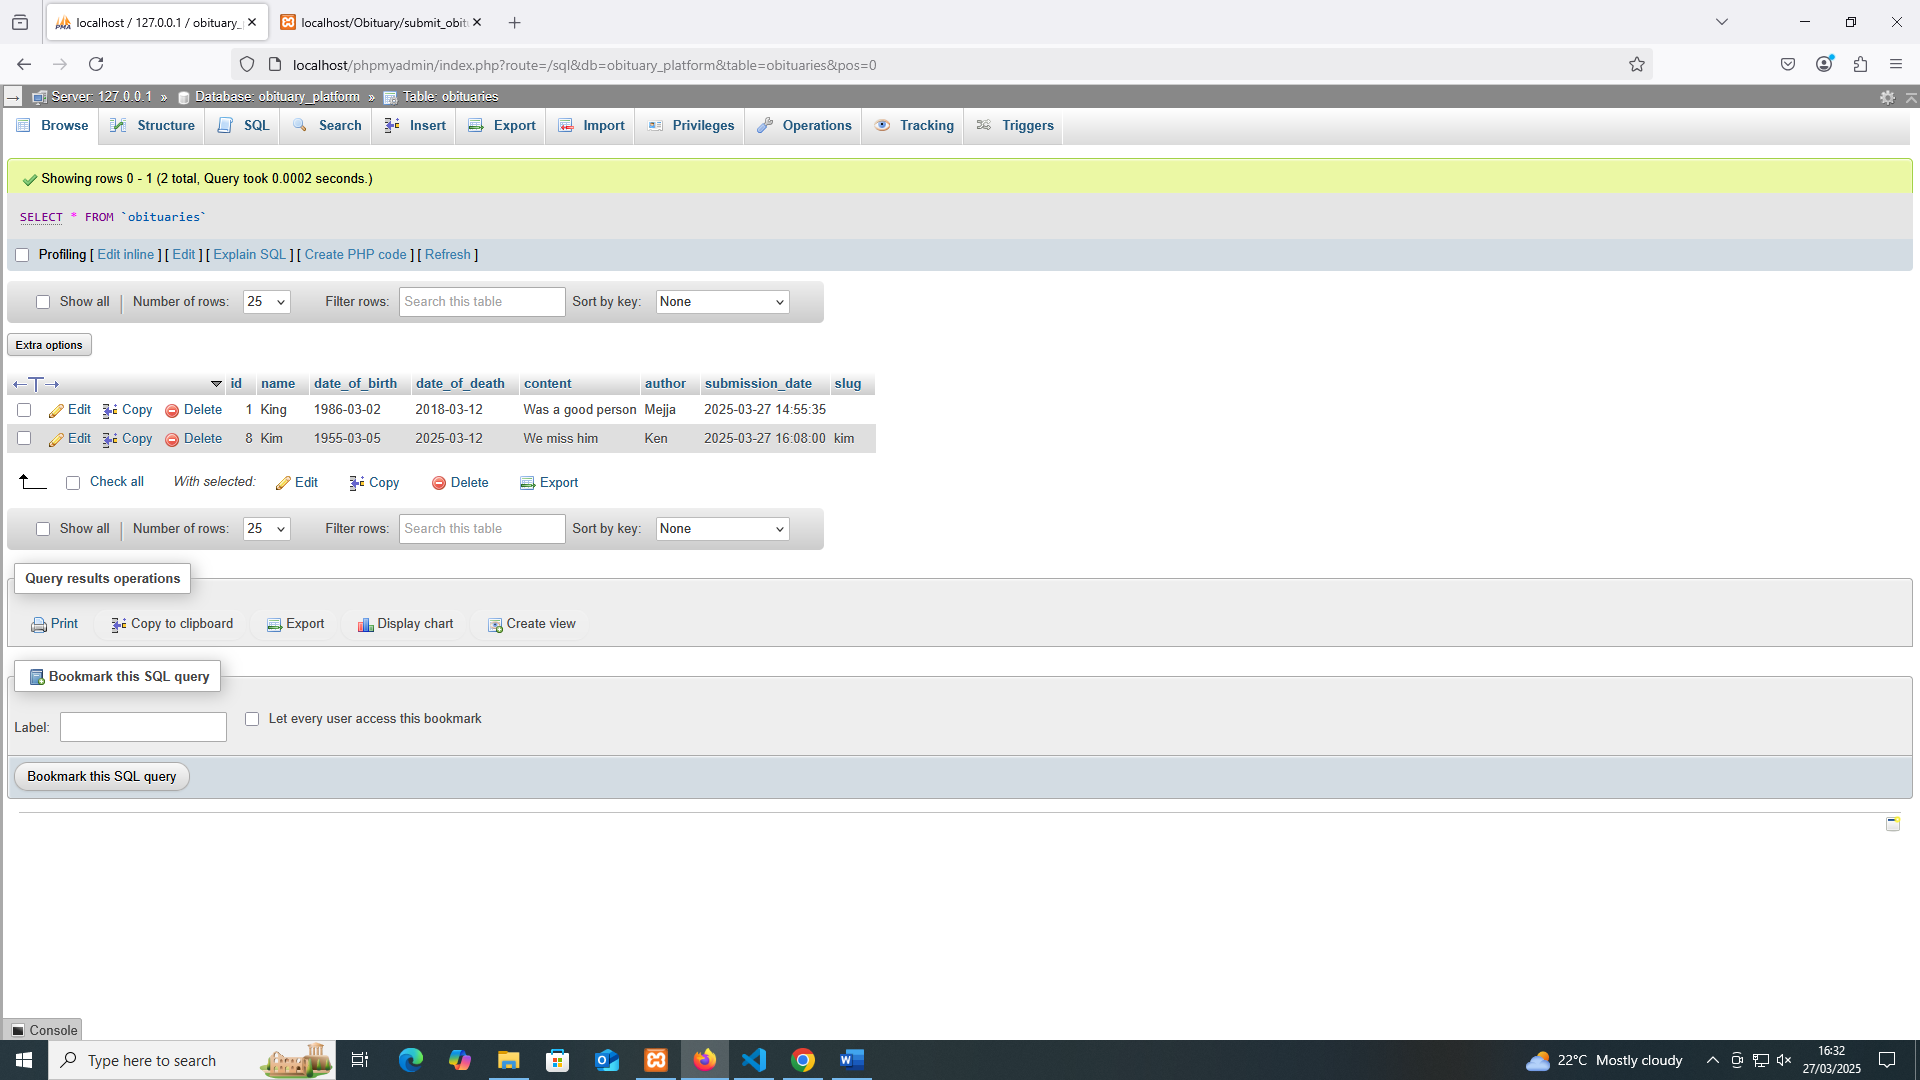 localhost / 127.0.0.1 / obituary_
localhost/Obituary/submit_obit
localhost/phpmyadmin/index.php?route=/sql&db=obituary_platform&table=obituaries&pos=0
Server: 127.0.0.1 » Database: obituary_platform » Table: obituaries
Browse Structure SQL Search Insert Export Import Privileges Operations Tracking Triggers
Showing rows 0 - 1 (2 total, Query took 0.0002 seconds.)
SELECT * FROM `obituaries`
Profiling [ Edit inline ] [ Edit ] [ Explain SQL ] [ Create PHP code ] [ Refresh ]
Show all Number of rows: 25 Filter rows: Search this table Sort by key: None
Extra options
id name date_of_birth date_of_death content author submission_date slug
Edit Copy Delete 1 King 1986-03-02 2018-03-12 Was a good person Mejja 2025-03-27 14:55:35
Edit Copy Delete 8 Kim 1955-03-05 2025-03-12 We miss him Ken 2025-03-27 16:08:00 kim
Check all With selected: Edit Copy Delete Export
Show all Number of rows: 25 Filter rows: Search this table Sort by key: None
Query results operations
Print Copy to clipboard Export Display chart Create view
Bookmark this SQL query
Label: Let every user access this bookmark
Bookmark this SQL query
Console
Type here to search
22°C Mostly cloudy
16:32
27/03/2025